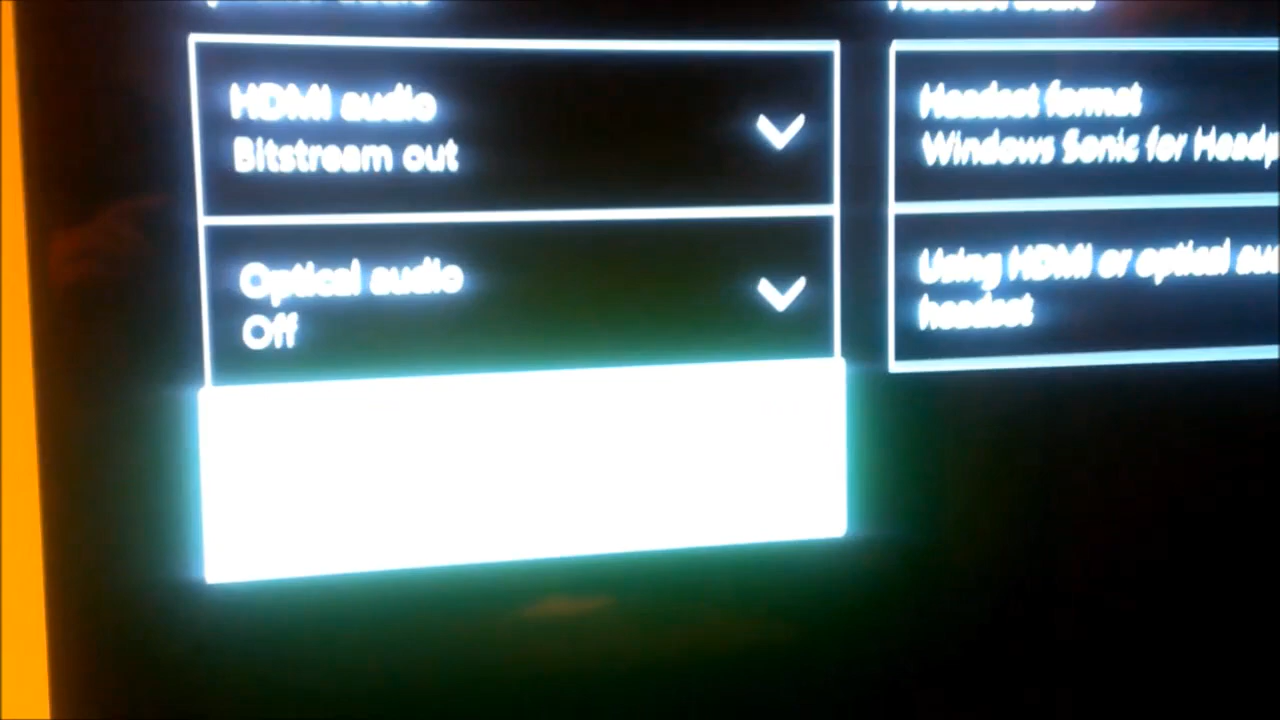 HDMI audio
Bitstream out
Optical audio
Off
Headset format
Windows Sonic for Headp
Using HDMI or optical au
headset